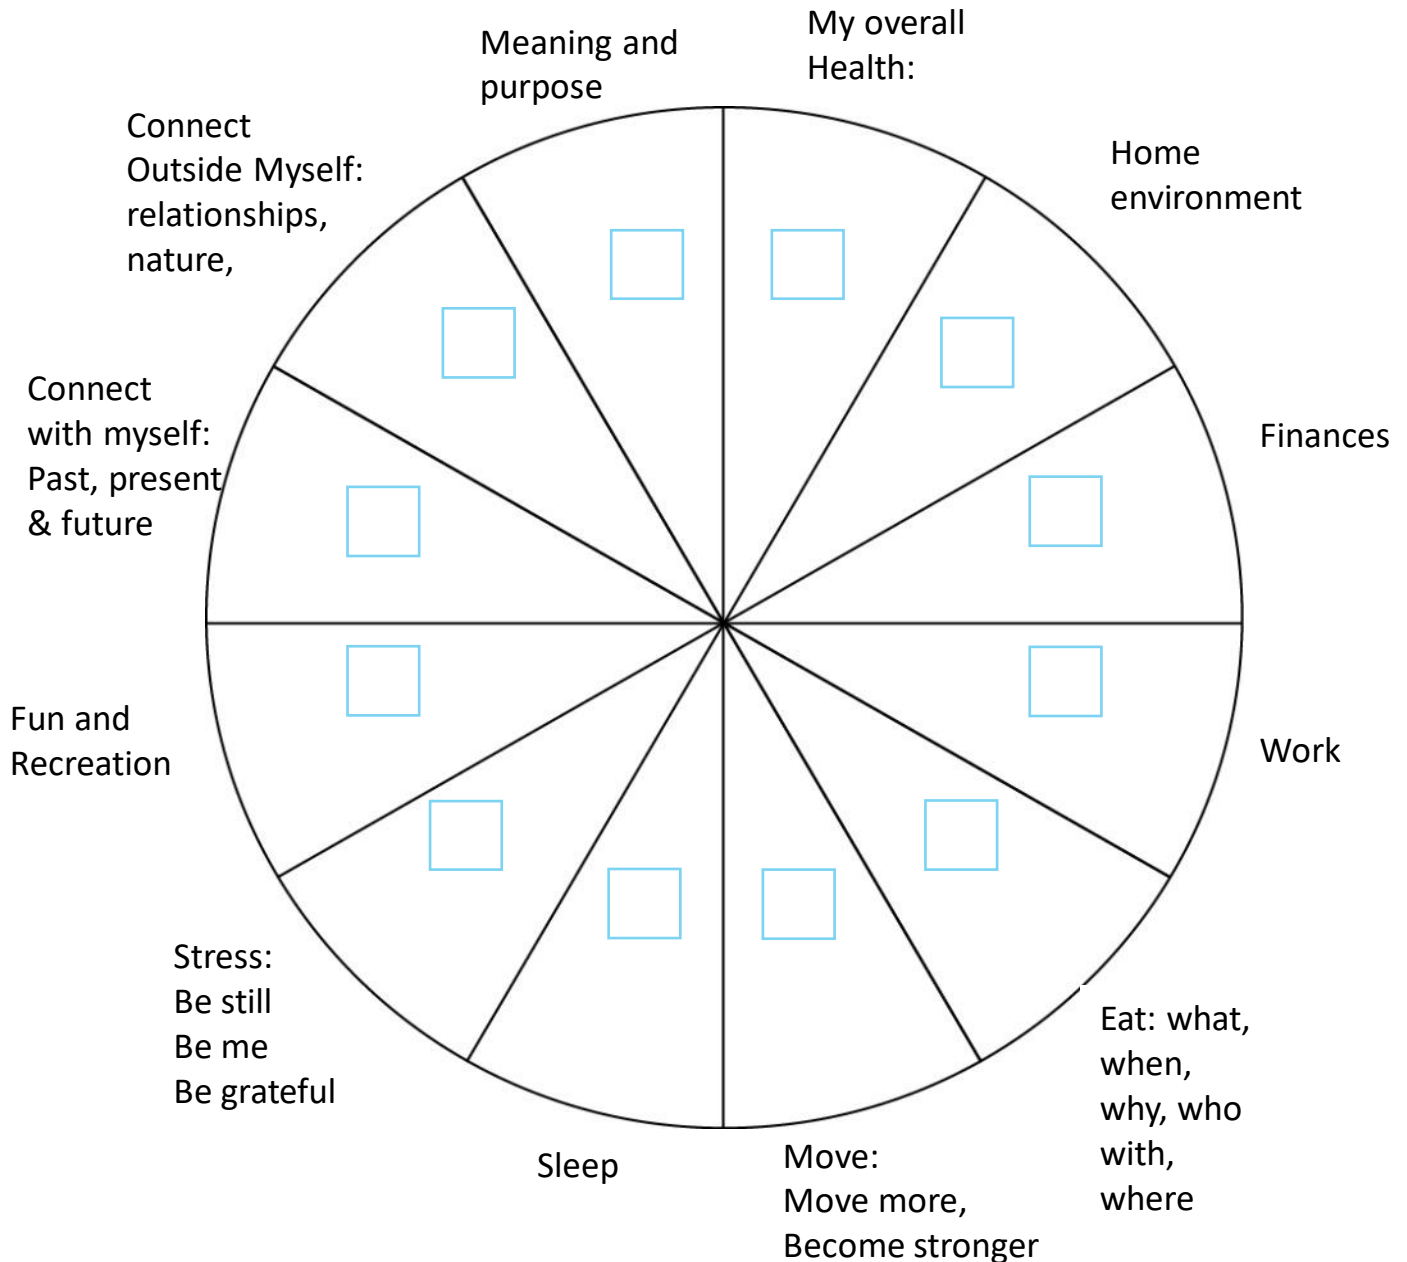 My overall
Health:
Home
environment
Finances
Work
Eat: what,
when,
why, who
with,
where
Move:
Move more,
Become stronger
Sleep
Stress:
Be still
Be me
Be grateful
Fun and
Recreation
Connect
with myself:
Past, present
& future
Connect
Outside Myself:
relationships,
nature,
Meaning and
purpose